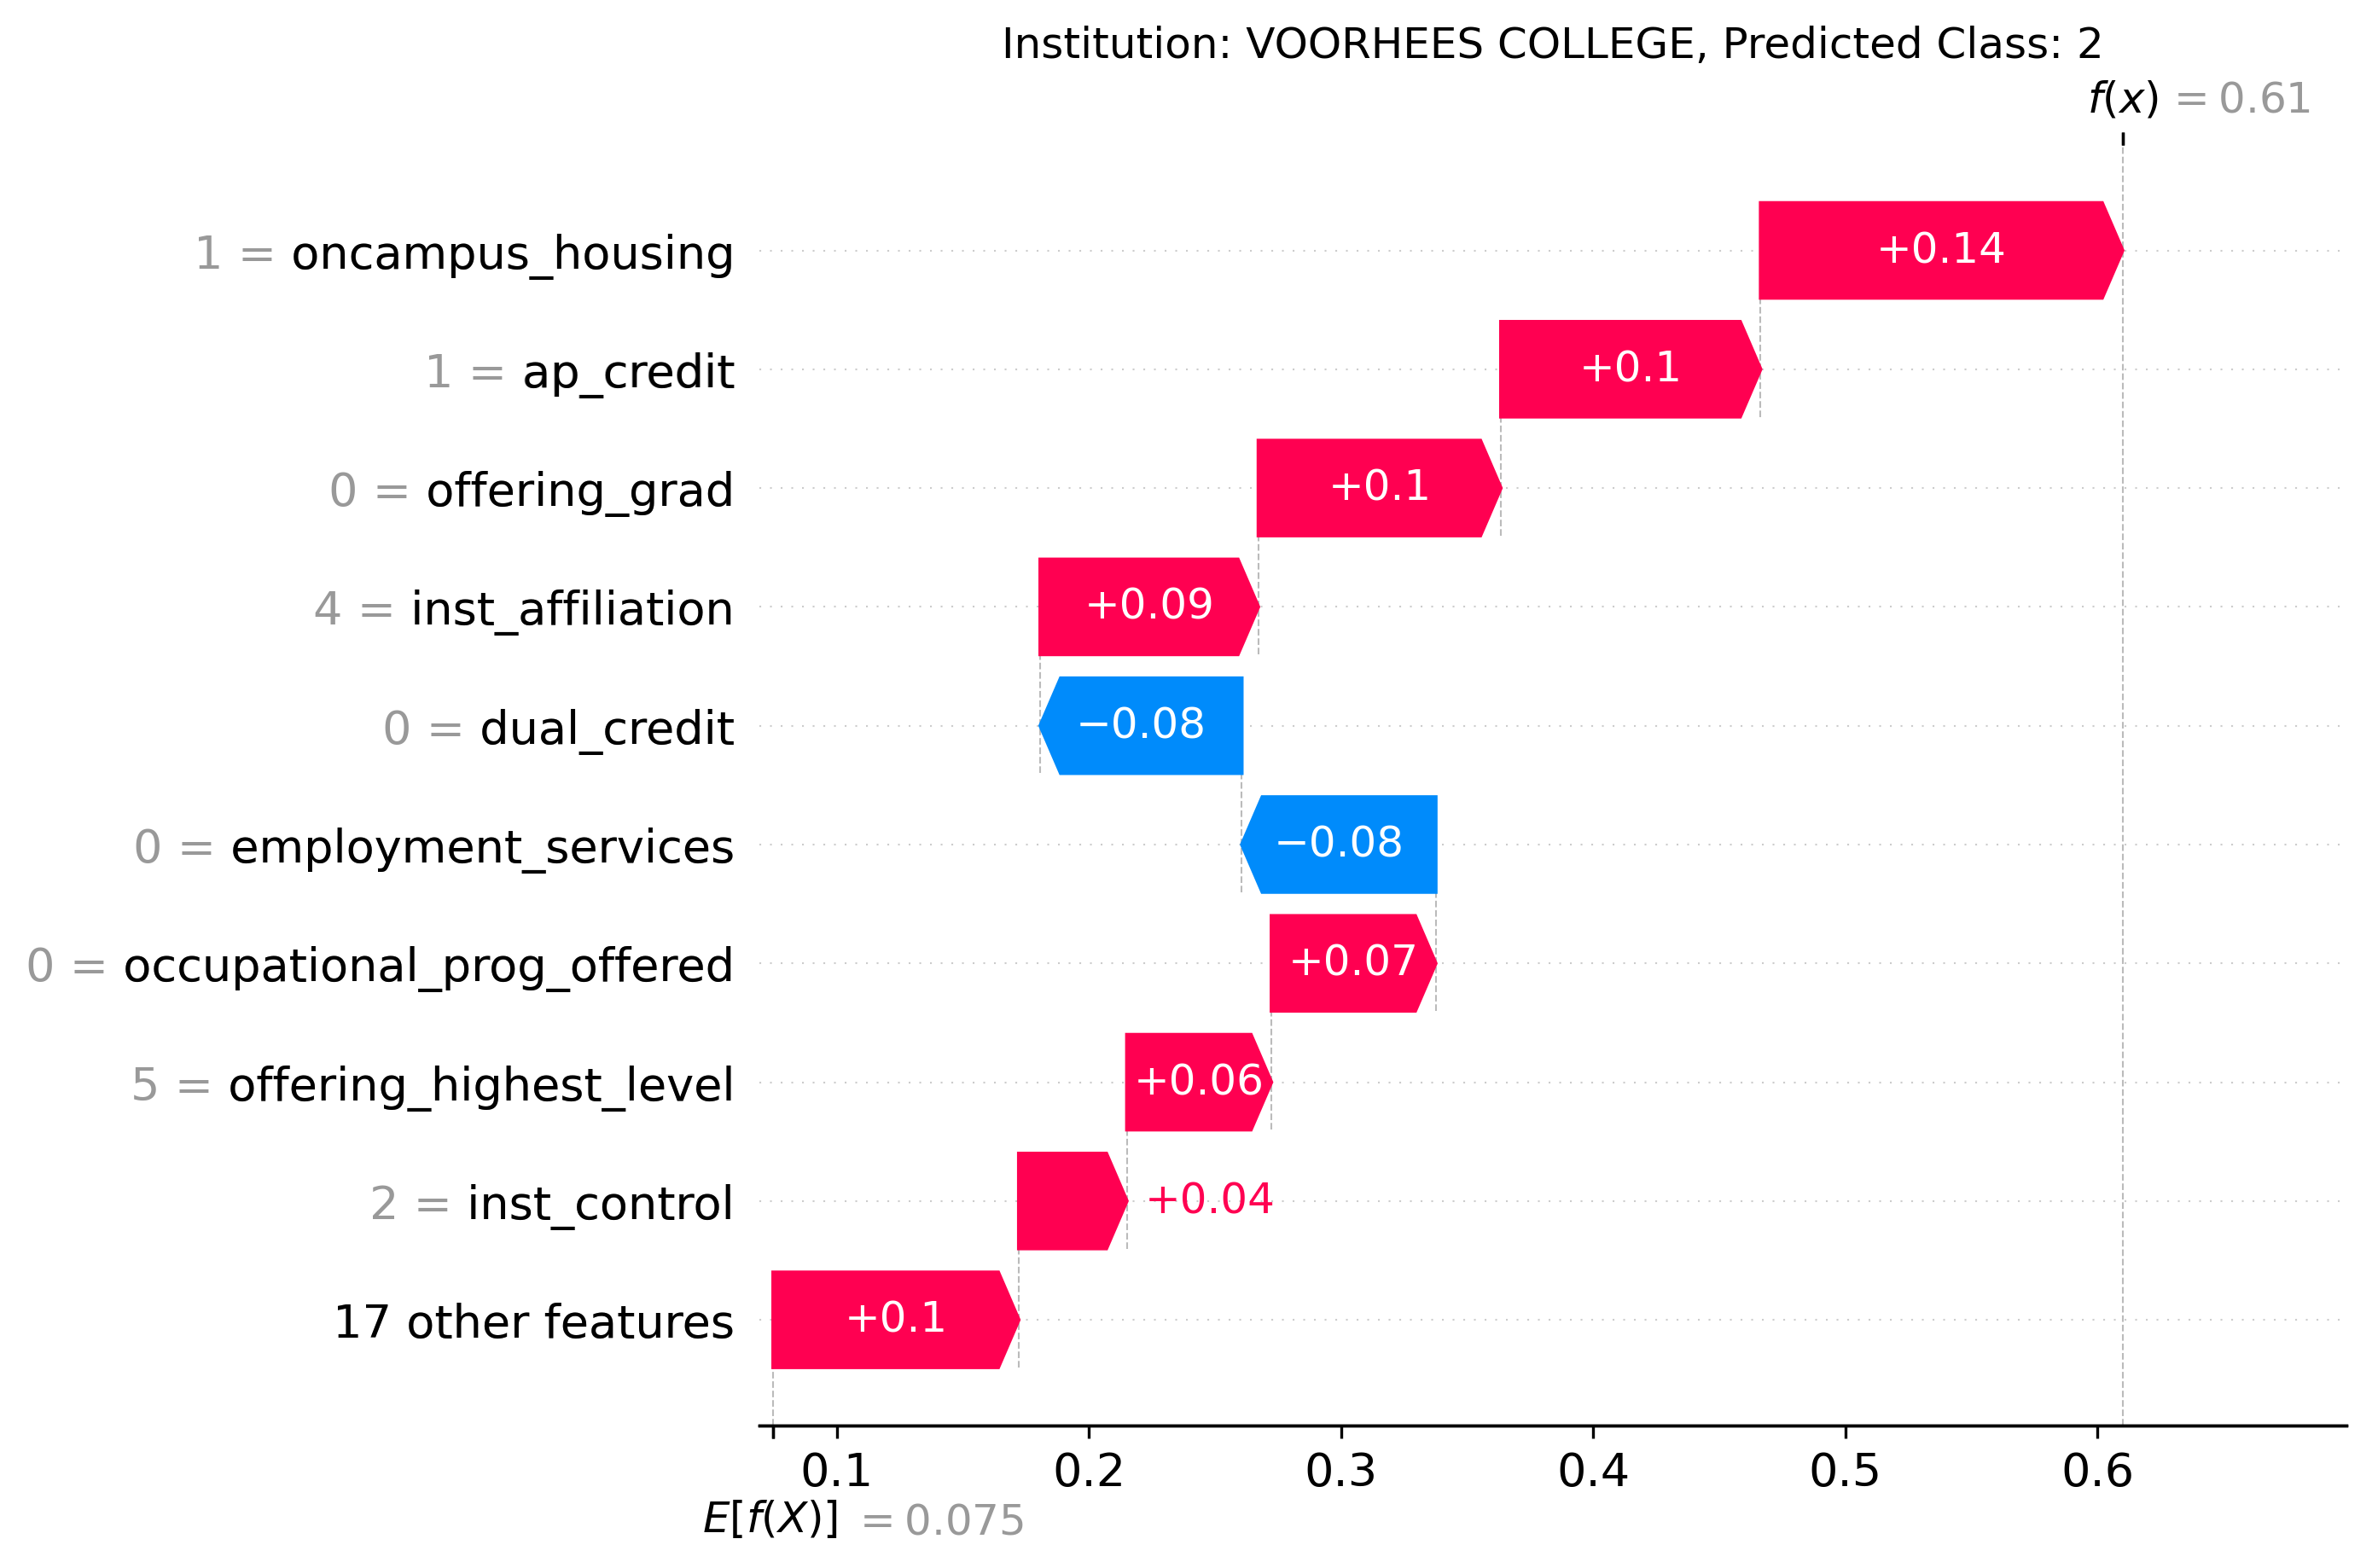 Institution: VOORHEES COLLEGE, Predicted Class: 2
f(x) = 0.61
1 = oncampus_housing +0.14
1 = ap_credit +0.1
0 = offering_grad +0.1
4 = inst_affiliation +0.09
0 = dual_credit −0.08
0 = employment_services −0.08
0 = occupational_prog_offered +0.07
5 = offering_highest_level +0.06
2 = inst_control +0.04
17 other features +0.1
0.1 0.2 0.3 0.4 0.5 0.6
E[f(X)] = 0.075